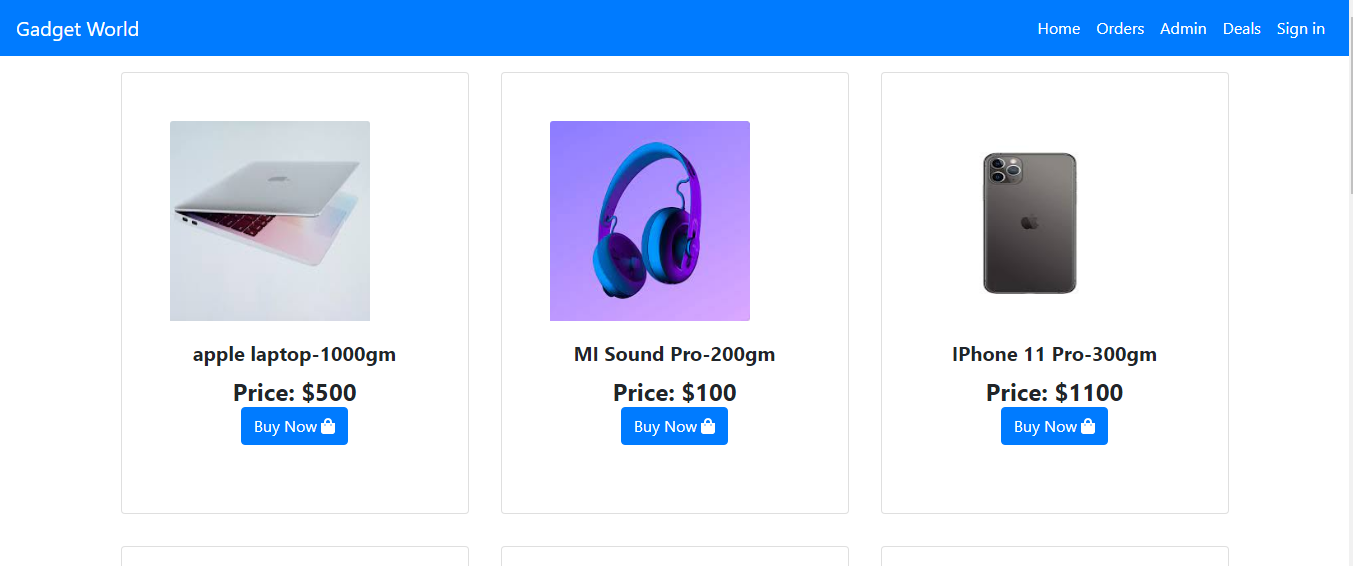 Gadget World
Home Orders Admin Deals Sign in
apple laptop-1000gm
Price: $500
Buy Now
MI Sound Pro-200gm
Price: $100
Buy Now
IPhone 11 Pro-300gm
Price: $1100
Buy Now